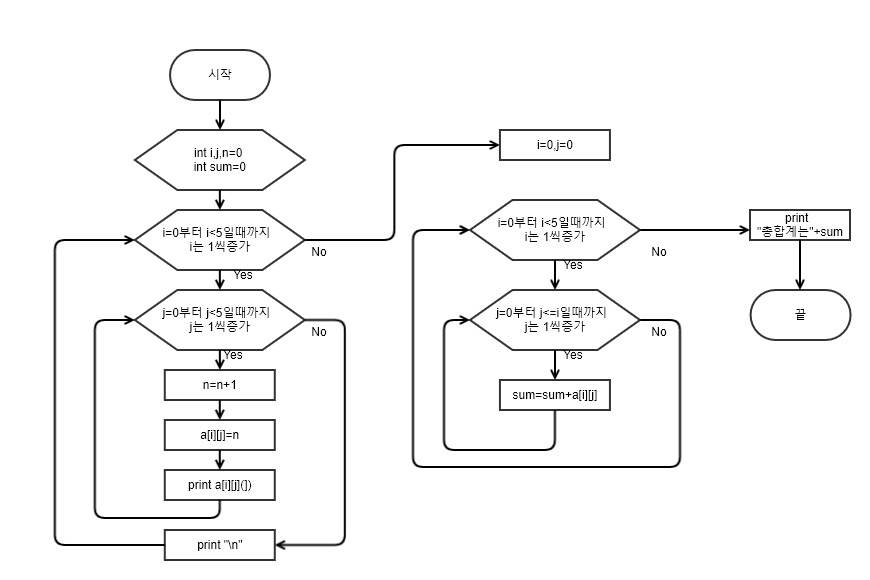 시작
int i,j,n=0
int sum=0
i=0부터 i<5일때까지
i는 1씩증가
No
Yes
j=0부터 j<5일때까지
j는 1씩증가
No
Yes
n=n+1
a[i][j]=n
print a[i][j](])
print "\n"
i=0,j=0
i=0부터 i<5일때까지
i는 1씩증가
No
Yes
j=0부터 j<=i일때까지
j는 1씩증가
No
Yes
sum=sum+a[i][j]
print
"총합계는"+sum
끝